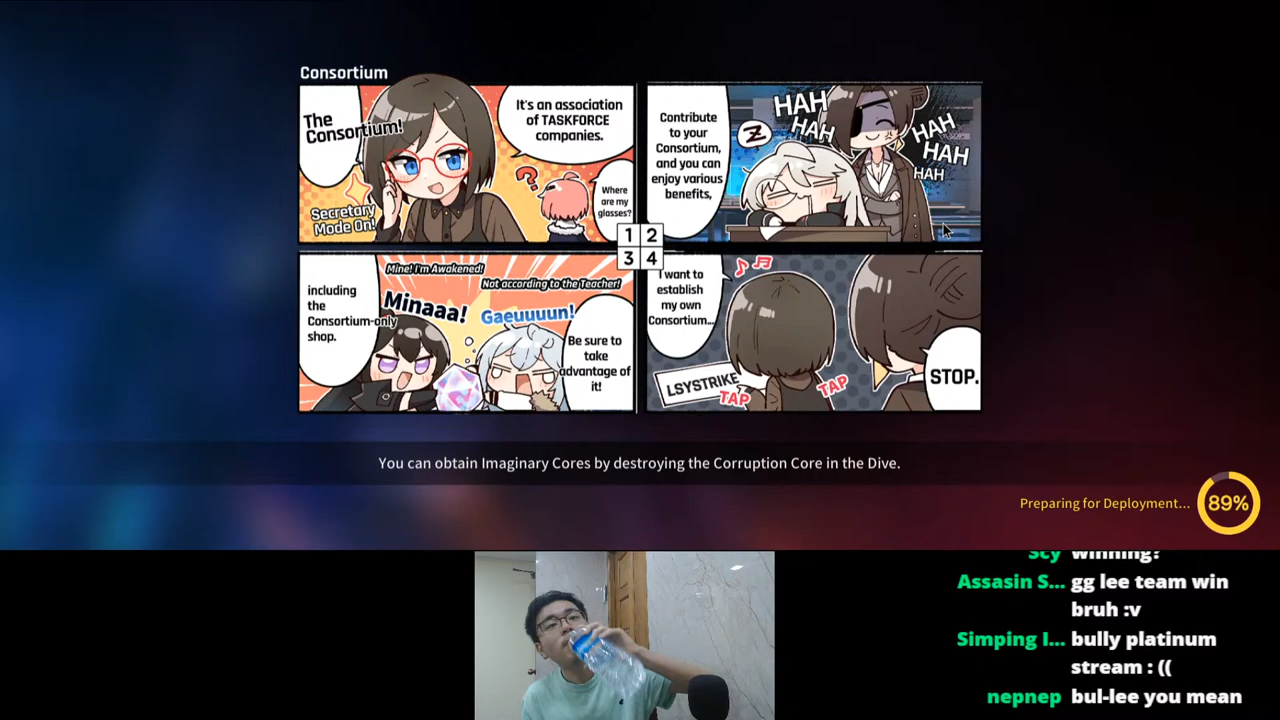 Consortium
The
Consortium!
It's an association
of TASKFORCE
companies.
Secretary
Mode On!
Where
are my
glasses?
Contribute
to your
Consortium,
and you can
enjoy various
benefits,
Z
HAH
HAH
HAH
HAH
HAH
1 2
3 4
including
the
Consortium-only
shop.
Mine! I'm Awakened!
Not according to the Teacher!
Minaaa!
Gaeuuuun!
Be sure to
take
advantage of
it!
I want to
establish
my own
Consortium...
LSYSTRIKE
TAP
TAP
STOP.
You can obtain Imaginary Cores by destroying the Corruption Core in the Dive.
Preparing for Deployment... 89%
Scy winning?
Assasin S... gg lee team win
bruh :v
Simping I... bully platinum
stream : ((
nepnep bul-lee you mean